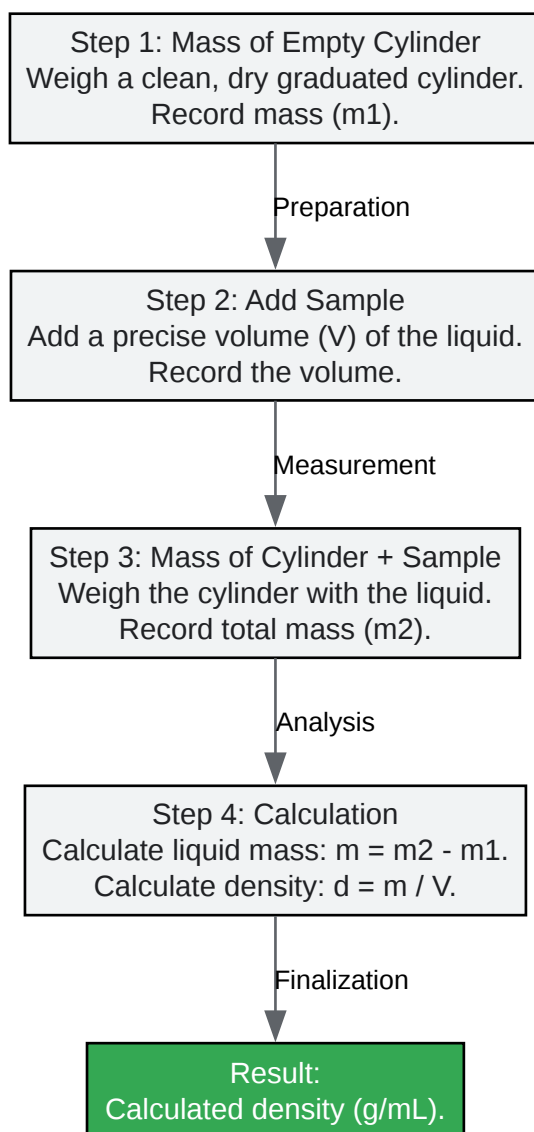 Step 1: Mass of Empty Cylinder
Weigh a clean, dry graduated cylinder.
Record mass (m1).
Preparation
Step 2: Add Sample
Add a precise volume (V) of the liquid.
Record the volume.
Measurement
Step 3: Mass of Cylinder + Sample
Weigh the cylinder with the liquid.
Record total mass (m2).
Analysis
Step 4: Calculation
Calculate liquid mass: m = m2 - m1.
Calculate density: d = m / V.
Finalization
Result:
Calculated density (g/mL).